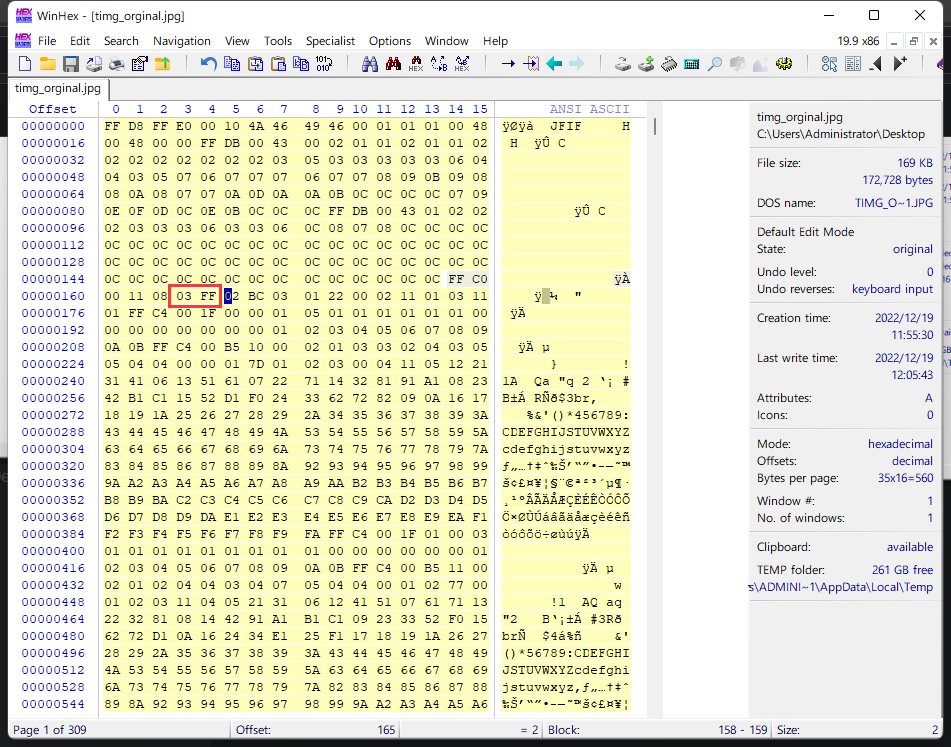 WinHex - [timg_orginal.jpg]
File Edit Search Navigation View Tools Specialist Options Window Help
19.9 x86
timg_orginal.jpg
Offset 0 1 2 3 4 5 6 7 8 9 10 11 12 13 14 15 ANSI ASCII
00000000 FF D8 FF E0 00 10 4A 46 49 46 00 01 01 01 00 48 ÿØÿà JFIF H
00000016 00 48 00 00 FF DB 00 43 00 02 01 01 02 01 01 02 H ÿÛ C
00000032 02 02 02 02 02 02 02 03 05 03 03 03 03 03 06 04
00000048 04 03 05 07 06 07 07 07 06 07 07 08 09 0B 09 08
00000064 08 0A 08 07 07 0A 0D 0A 0A 0B 0C 0C 0C 0C 07 09
00000080 0E 0F 0D 0C 0E 0B 0C 0C 0C FF DB 00 43 01 02 02 ÿÛ C
00000096 02 03 03 03 06 03 03 06 0C 08 07 08 0C 0C 0C 0C
00000112 0C 0C 0C 0C 0C 0C 0C 0C 0C 0C 0C 0C 0C 0C 0C 0C
00000128 0C 0C 0C 0C 0C 0C 0C 0C 0C 0C 0C 0C 0C 0C 0C 0C
00000144 0C 0C 0C 0C 0C 0C 0C 0C 0C 0C 0C 0C 0C 0C FF C0 ÿÀ
00000160 00 11 08 03 FF 02 BC 03 01 22 00 02 11 01 03 11 ÿ ¼ "
00000176 01 FF C4 00 1F 00 00 01 05 01 01 01 01 01 01 00 ÿÄ
00000192 00 00 00 00 00 00 00 01 02 03 04 05 06 07 08 09
00000208 0A 0B FF C4 00 B5 10 00 02 01 03 03 02 04 03 05 ÿÄ µ
00000224 05 04 04 00 00 01 7D 01 02 03 00 04 11 05 12 21 } !
00000240 31 41 06 13 51 61 07 22 71 14 32 81 91 A1 08 23 1A Qa "q 2 ‘¡ #
00000256 42 B1 C1 15 52 D1 F0 24 33 62 72 82 09 0A 16 17 B±Á RÑð$3br‚
00000272 18 19 1A 25 26 27 28 29 2A 34 35 36 37 38 39 3A %&'()*456789:
00000288 43 44 45 46 47 48 49 4A 53 54 55 56 57 58 59 5A CDEFGHIJSTUVWXYZ
00000304 63 64 65 66 67 68 69 6A 73 74 75 76 77 78 79 7A cdefghijstuvwxyz
00000320 83 84 85 86 87 88 89 8A 92 93 94 95 96 97 98 99 ƒ„…†‡ˆ‰Š’“”•–—˜™
00000336 9A A2 A3 A4 A5 A6 A7 A8 A9 AA B2 B3 B4 B5 B6 B7 š¢£¤¥¦§¨©ª²³´µ¶·
00000352 B8 B9 BA C2 C3 C4 C5 C6 C7 C8 C9 CA D2 D3 D4 D5 ¸¹ºÂÃÄÅÆÇÈÉÊÒÓÔÕ
00000368 D6 D7 D8 D9 DA E1 E2 E3 E4 E5 E6 E7 E8 E9 EA F1 Ö×ØÙÚáâãäåæçèéêñ
00000384 F2 F3 F4 F5 F6 F7 F8 F9 FA FF C4 00 1F 01 00 03 òóôõö÷øùúÿÄ
00000400 01 01 01 01 01 01 01 01 01 00 00 00 00 00 00 01
00000416 02 03 04 05 06 07 08 09 0A 0B FF C4 00 B5 11 00 ÿÄ µ
00000432 02 01 02 04 04 03 04 07 05 04 04 00 01 02 77 00 w
00000448 01 02 03 11 04 05 21 31 06 12 41 51 07 61 71 13 !1 AQ aq
00000464 22 32 81 08 14 42 91 A1 B1 C1 09 23 33 52 F0 15 "2 B‘¡±Á #3Rð
00000480 62 72 D1 0A 16 24 34 E1 25 F1 17 18 19 1A 26 27 brÑ $4á%ñ &'
00000496 28 29 2A 35 36 37 38 39 3A 43 44 45 46 47 48 49 ()*56789:CDEFGHI
00000512 4A 53 54 55 56 57 58 59 5A 63 64 65 66 67 68 69 JSTUVWXYZcdefghi
00000528 6A 73 74 75 76 77 78 79 7A 82 83 84 85 86 87 88 jstuvwxyz‚ƒ„…†‡ˆ
00000544 89 8A 92 93 94 95 96 97 98 99 9A A2 A3 A4 A5 A6 ‰Š’“”•–—˜™š¢£¤¥¦
timg_orginal.jpg
C:\Users\Administrator\Desktop
File size: 169 KB
172,728 bytes
DOS name: TIMG_O~1.JPG
Default Edit Mode
State: original
Undo level: 0
Undo reverses: keyboard input
Creation time: 2022/12/19
11:55:30
Last write time: 2022/12/19
12:05:43
Attributes: A
Icons: 0
Mode: hexadecimal
Offsets: decimal
Bytes per page: 35x16=560
Window #: 1
No. of windows: 1
Clipboard: available
TEMP folder: 261 GB free
s\ADMINI~1\AppData\Local\Temp
Page 1 of 309 Offset: 165 = 2 Block: 158 - 159 Size: 2